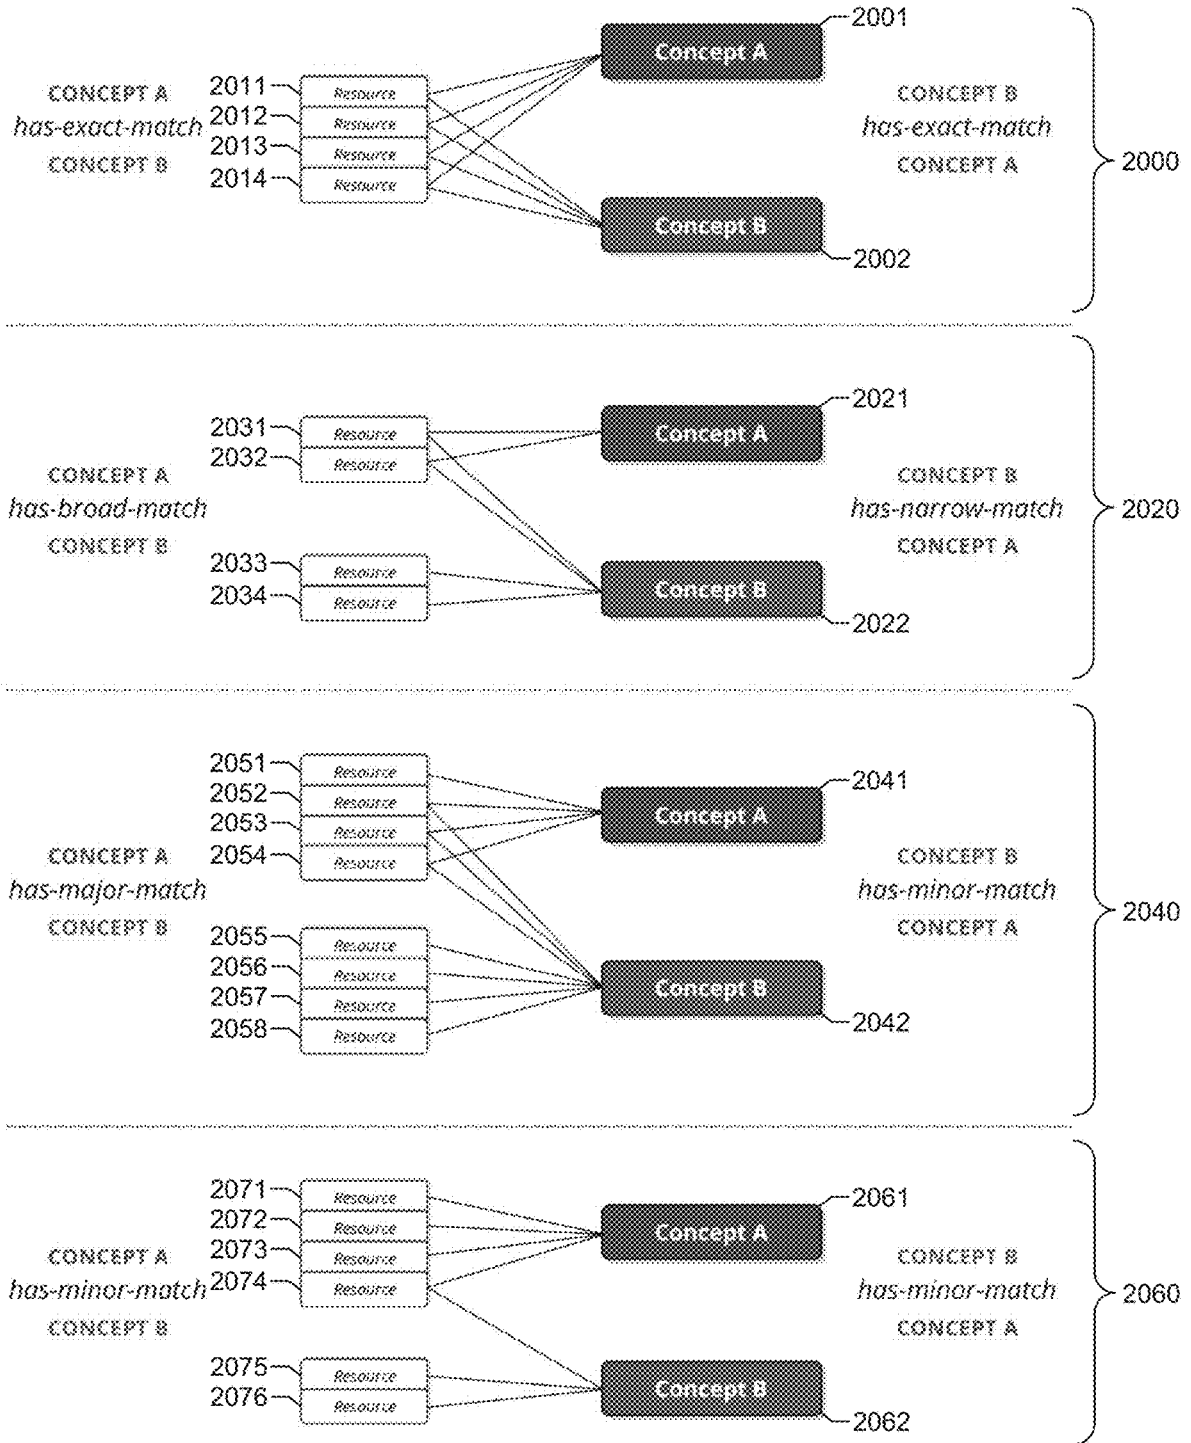 2001
Concept A
CONCEPT A
has-exact-match
CONCEPT B
2011
2012
2013
2014
Resource
Resource
Resource
Resource
CONCEPT B
has-exact-match
CONCEPT A
2000
Concept B
2002
2021
Concept A
2031
2032
Resource
Resource
CONCEPT A
has-broad-match
CONCEPT B
CONCEPT B
has-narrow-match
CONCEPT A
2020
2033
2034
Resource
Resource
Concept B
2022
2051
2052
2053
2054
Resource
Resource
Resource
Resource
2041
Concept A
CONCEPT A
has-major-match
CONCEPT B
CONCEPT B
has-minor-match
CONCEPT A
2040
2055
2056
2057
2058
Resource
Resource
Resource
Resource
Concept B
2042
2071
2072
2073
2074
Resource
Resource
Resource
Resource
2061
Concept A
CONCEPT A
has-minor-match
CONCEPT B
CONCEPT B
has-minor-match
CONCEPT A
2060
2075
2076
Resource
Resource
Concept B
2062